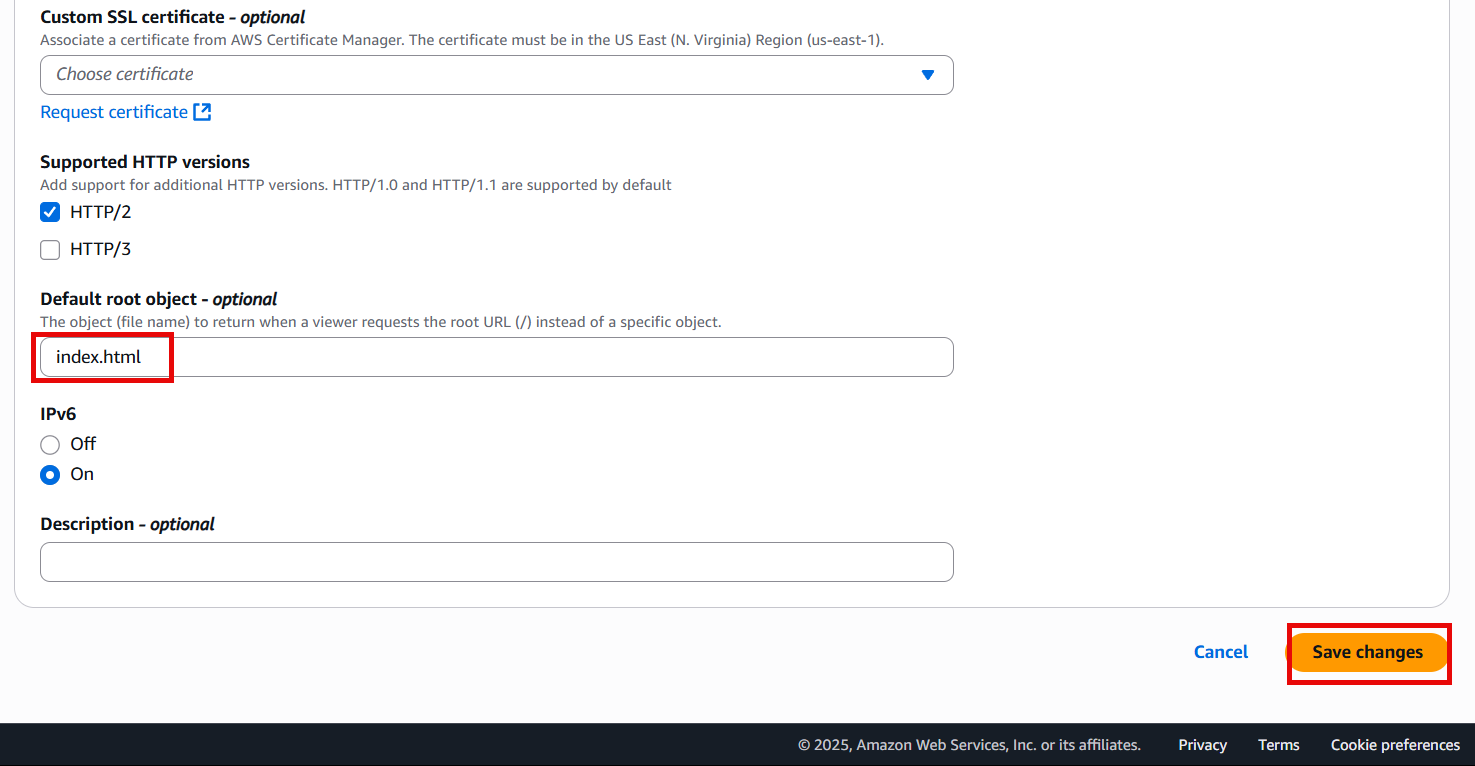 Custom SSL certificate - optional
Associate a certificate from AWS Certificate Manager. The certificate must be in the US East (N. Virginia) Region (us-east-1).
Choose certificate
Request certificate
Supported HTTP versions
Add support for additional HTTP versions. HTTP/1.0 and HTTP/1.1 are supported by default
HTTP/2
HTTP/3
Default root object - optional
The object (file name) to return when a viewer requests the root URL (/) instead of a specific object.
index.html
IPv6
Off
On
Description - optional
Cancel Save changes
© 2025, Amazon Web Services, Inc. or its affiliates. Privacy Terms Cookie preferences